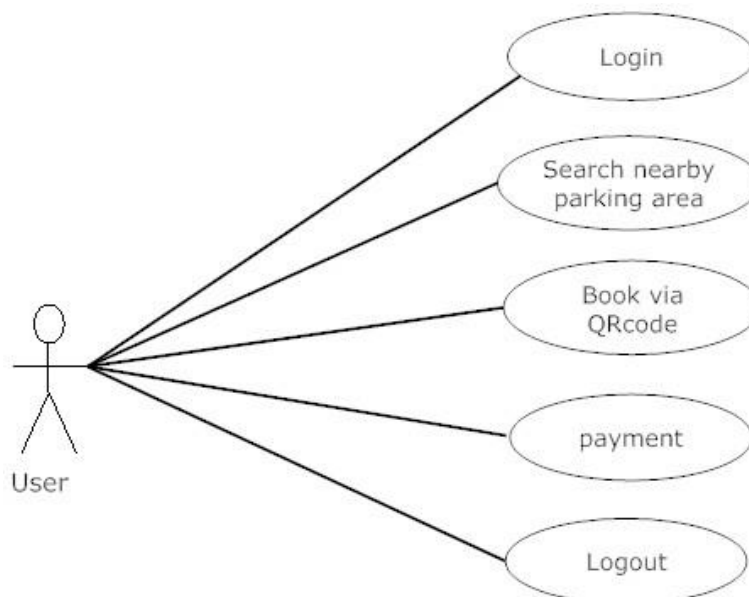 Login
Search nearby
parking area
Book via
QRcode
payment
User
Logout